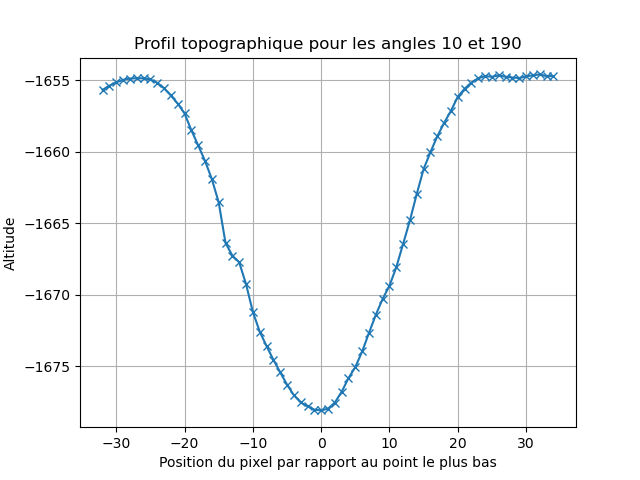 Profil topographique pour les angles 10 et 190
−1655
−1660
−1665
−1670
−1675
Altitude
−30 −20 −10 0 10 20 30
Position du pixel par rapport au point le plus bas